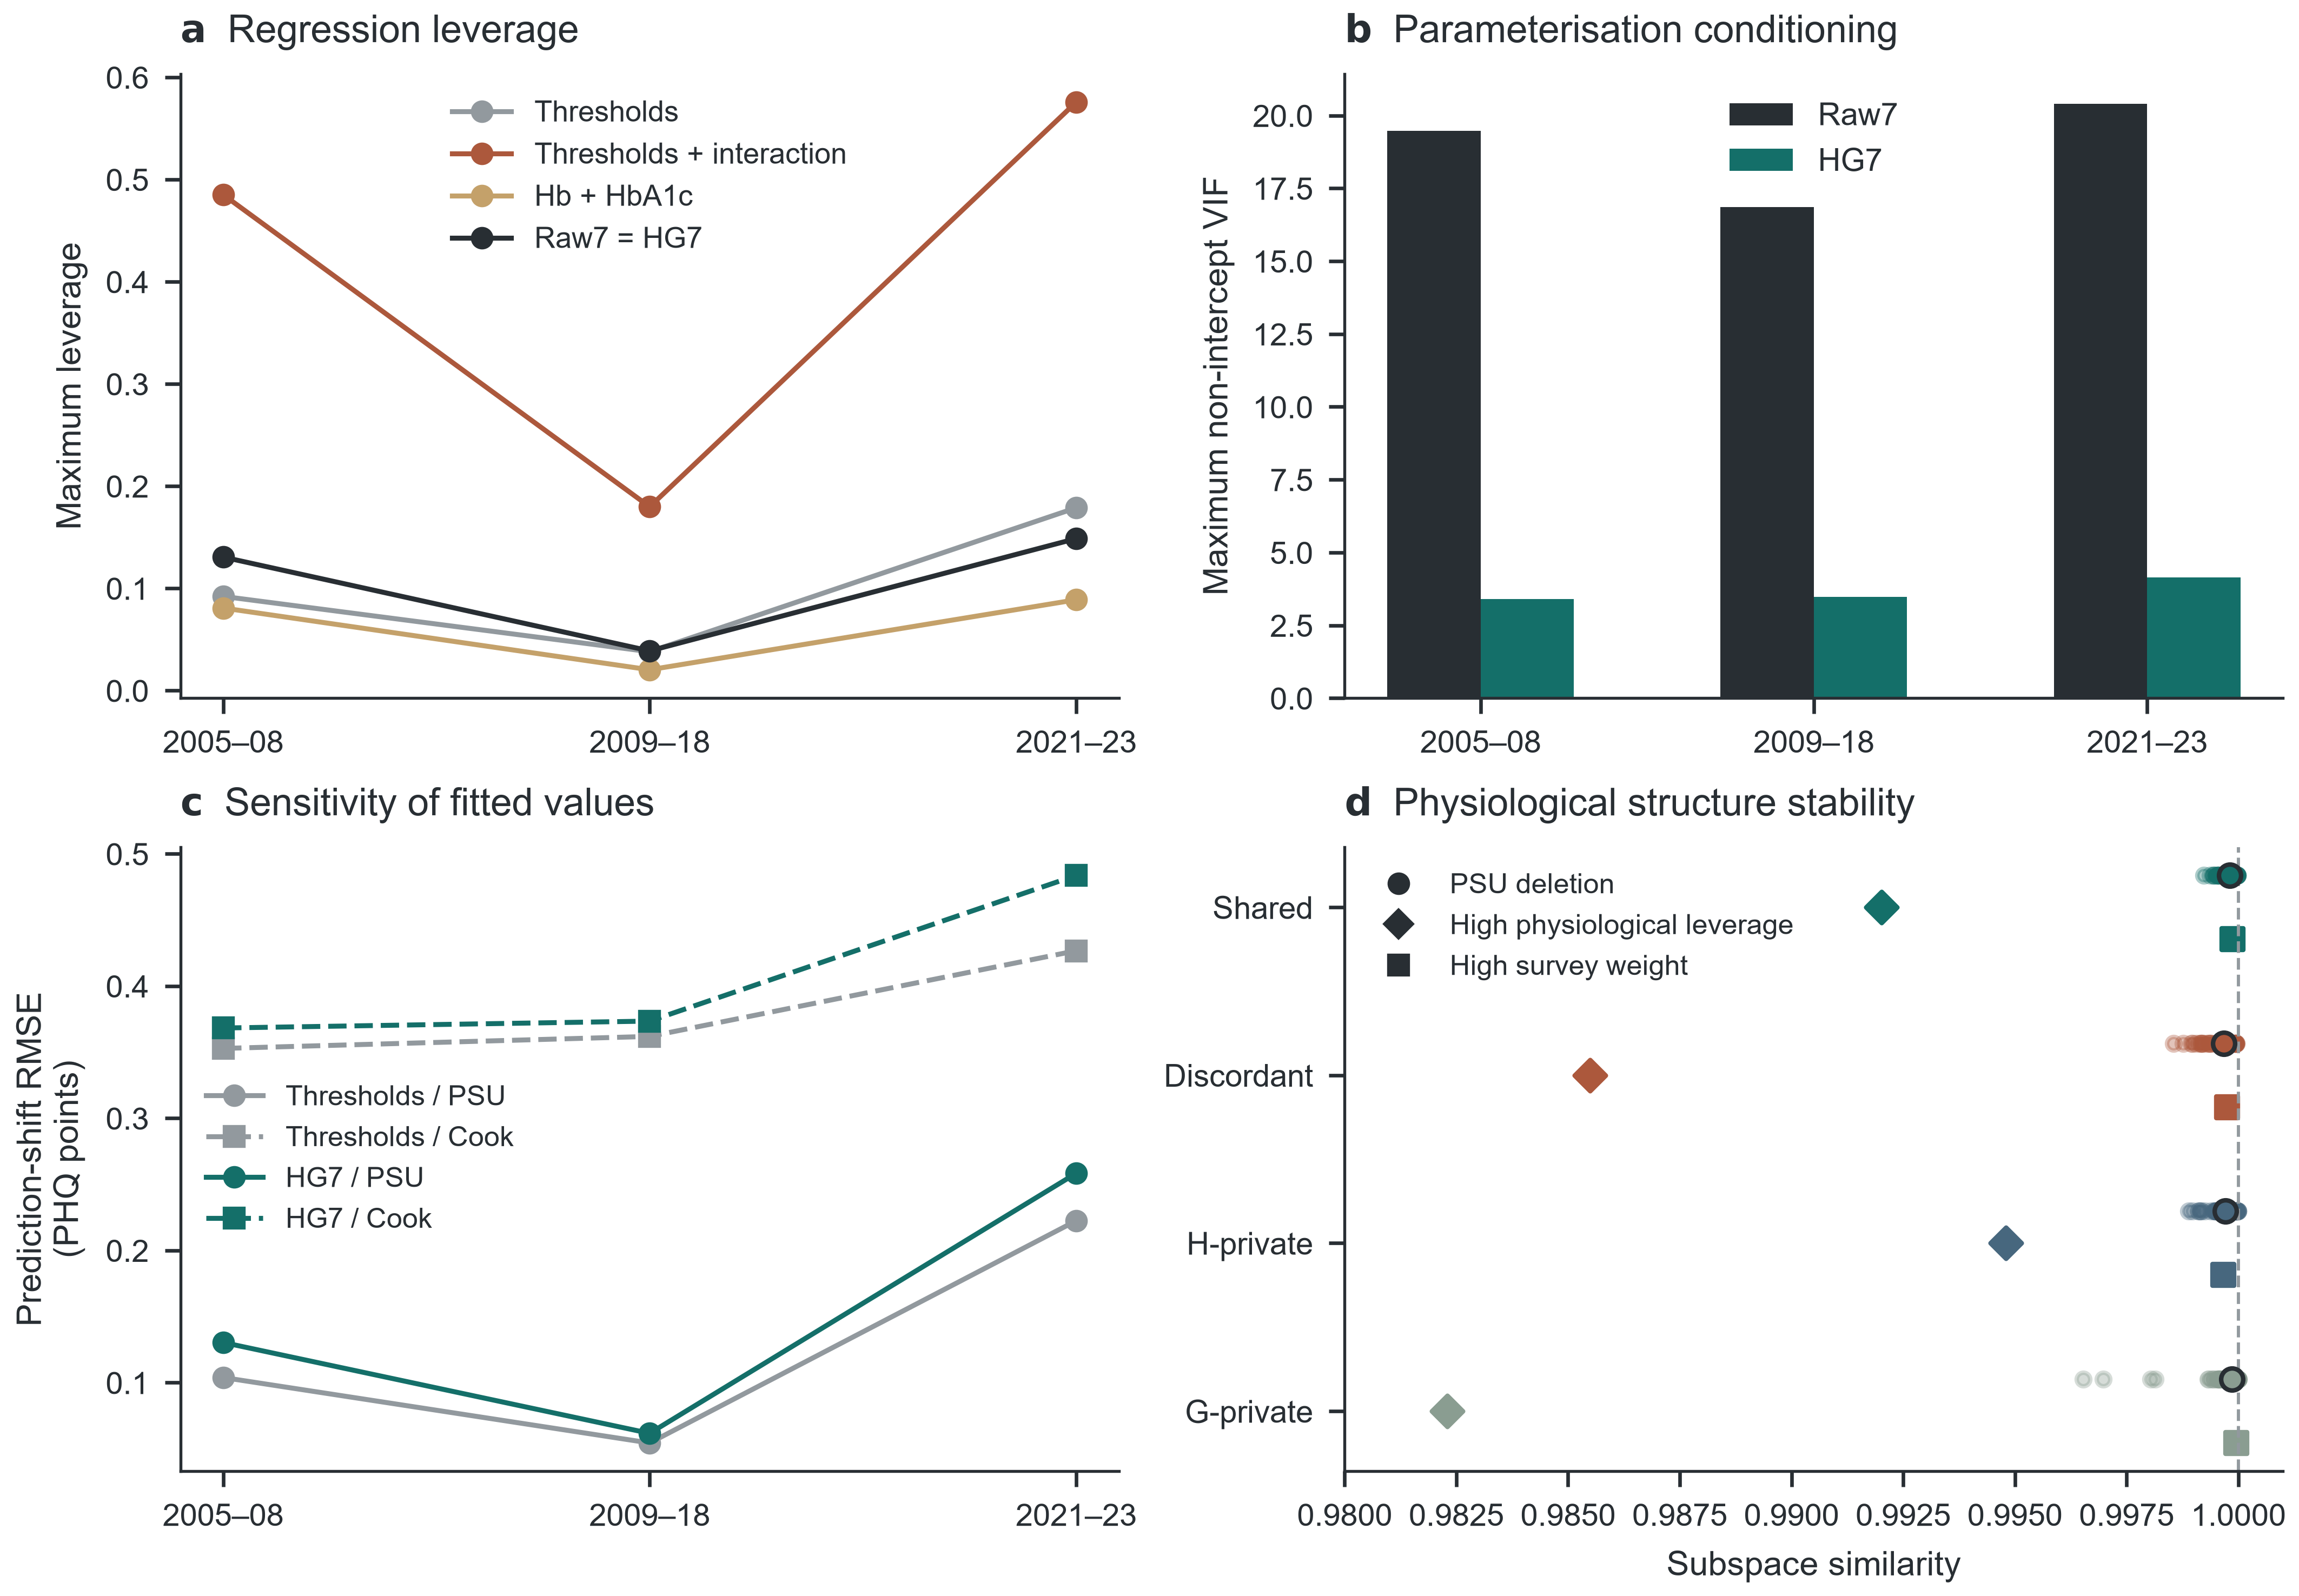 a Regression leverage
Maximum leverage
0.6
0.5
0.4
0.3
0.2
0.1
0.0
Thresholds
Thresholds + interaction
Hb + HbA1c
Raw7 = HG7
2005–08
2009–18
2021–23
b Parameterisation conditioning
Maximum non-intercept VIF
20.0
17.5
15.0
12.5
10.0
7.5
5.0
2.5
0.0
Raw7
HG7
2005–08
2009–18
2021–23
c Sensitivity of fitted values
Prediction-shift RMSE
(PHQ points)
0.5
0.4
0.3
0.2
0.1
Thresholds / PSU
Thresholds / Cook
HG7 / PSU
HG7 / Cook
2005–08
2009–18
2021–23
d Physiological structure stability
PSU deletion
High physiological leverage
High survey weight
Shared
Discordant
H-private
G-private
0.9800
0.9825
0.9850
0.9875
0.9900
0.9925
0.9950
0.9975
1.0000
Subspace similarity